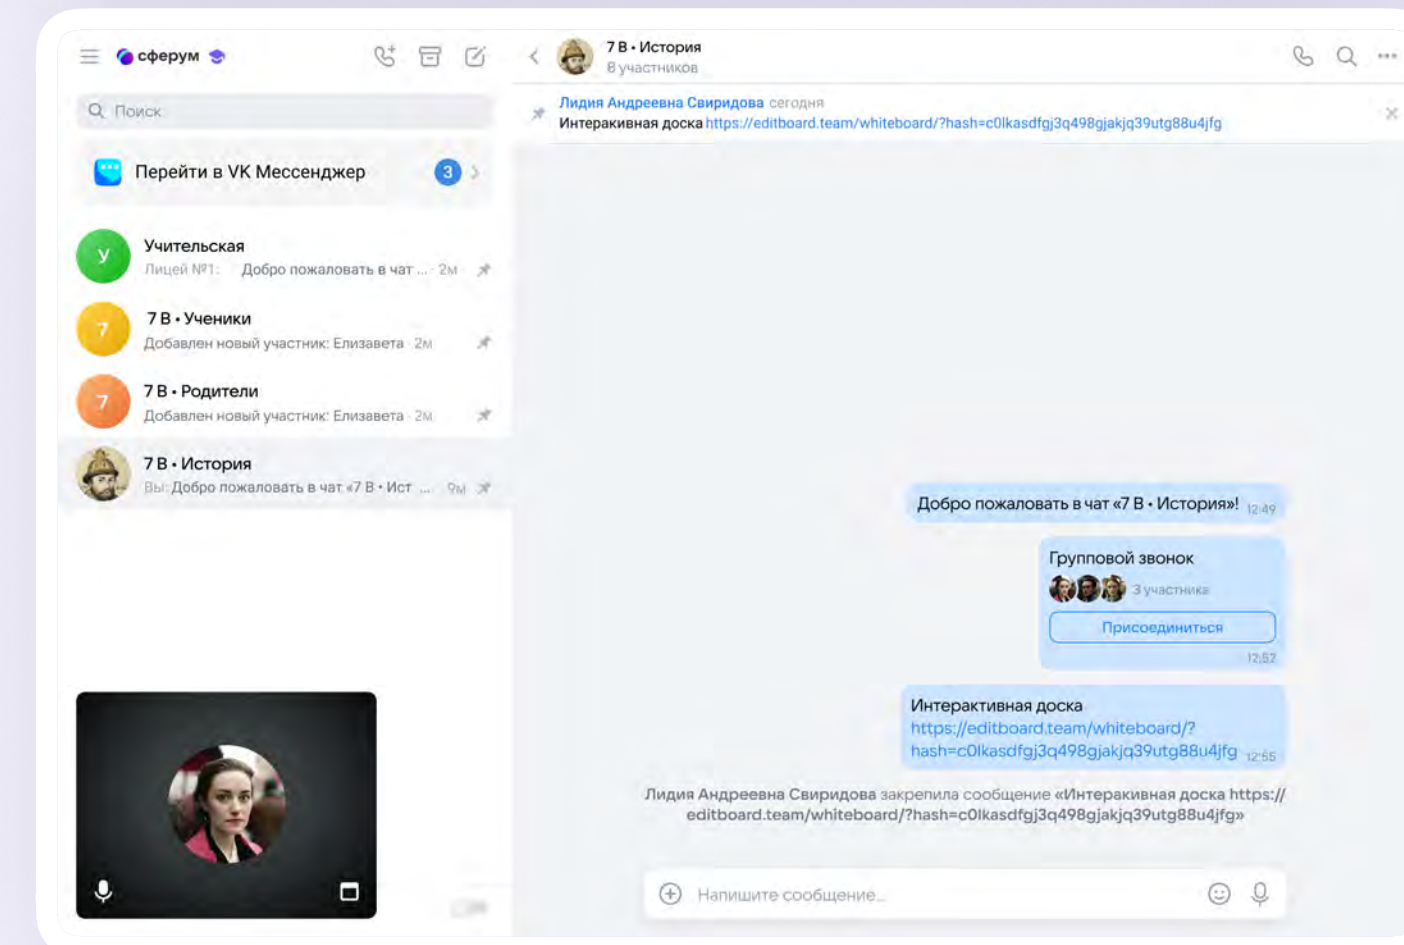 сферум
Поиск
Перейти в VK Мессенджер 3
У
Учительская
Лицей №1: Добро пожаловать в чат ... · 2м
7
7 В • Ученики
Добавлен новый участник: Елизавета · 2м
7
7 В • Родители
Добавлен новый участник: Елизавета · 2м
7 В • История
Вы: Добро пожаловать в чат «7 В • Ист ... 9м
7 В • История
8 участников
Лидия Андреевна Свиридова сегодня
Интеракивная доска https://editboard.team/whiteboard/?hash=c0lkasdfgj3q498gjakjq39utg88u4jfg
Добро пожаловать в чат «7 В • История»! 12:49
Групповой звонок
3 участника
Присоединиться
12:52
Интерактивная доска
https://editboard.team/whiteboard/?
hash=c0lkasdfgj3q498gjakjq39utg88u4jfg 12:55
Лидия Андреевна Свиридова закрепила сообщение «Интеракивная доска https://
editboard.team/whiteboard/?hash=c0lkasdfgj3q498gjakjq39utg88u4jfg»
Напишите сообщение...